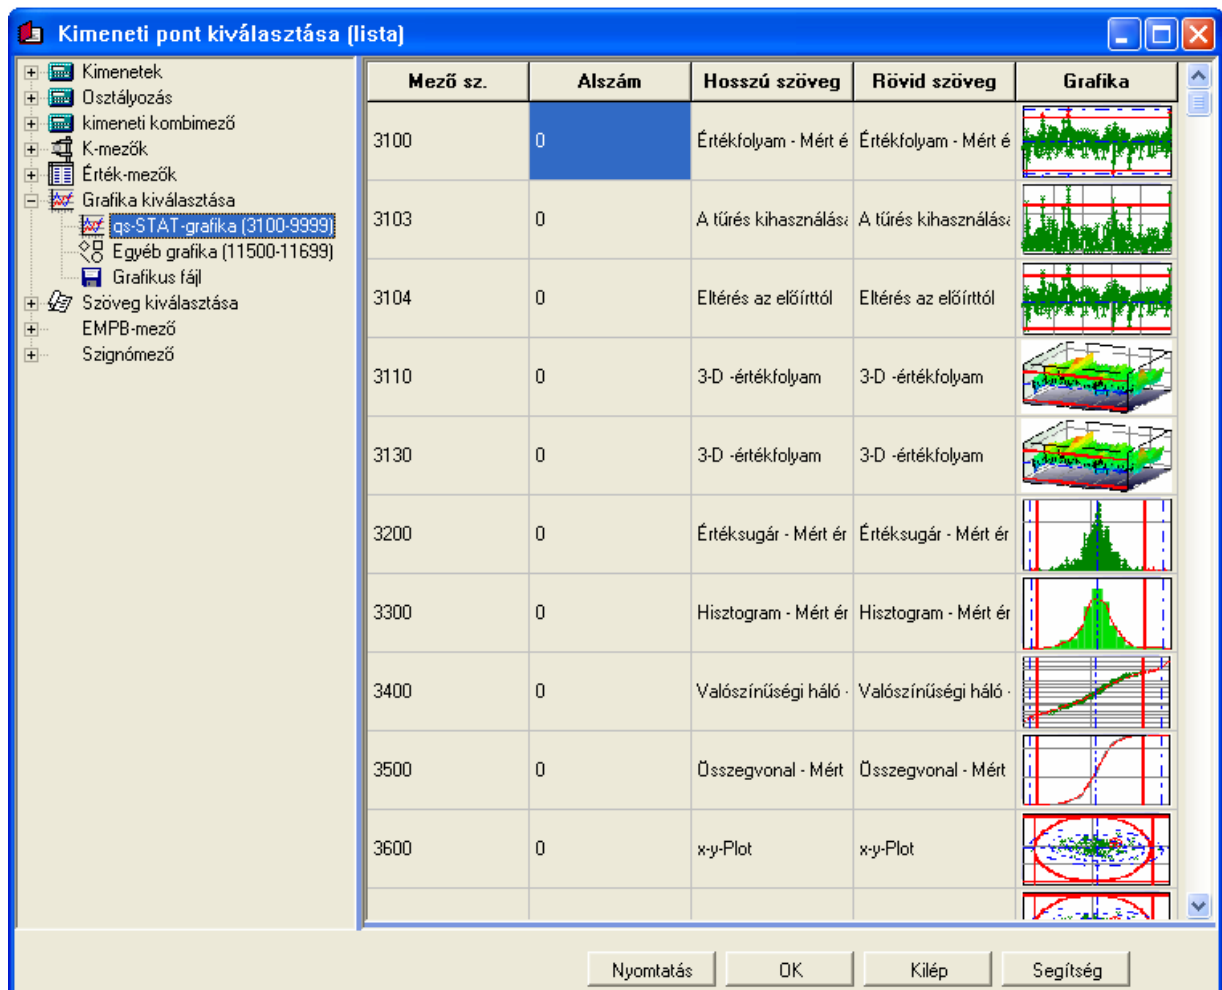 Kimeneti pont kiválasztása (lista)
Kimenetek
Osztályozás
kimeneti kombimező
K-mezők
Érték-mezők
Grafika kiválasztása
qs-STAT-grafika (3100-9999)
Egyéb grafika (11500-11699)
Grafikus fájl
Szöveg kiválasztása
EMPB-mező
Szignómező
Mező sz. Alszám Hosszú szöveg Rövid szöveg Grafika
3100 0 Értékfolyam - Mért é Értékfolyam - Mért é
3103 0 A tűrés kihasználása A tűrés kihasználása
3104 0 Eltérés az előírttól Eltérés az előírttól
3110 0 3-D -értékfolyam 3-D -értékfolyam
3130 0 3-D -értékfolyam 3-D -értékfolyam
3200 0 Értéksugár - Mért ér Értéksugár - Mért ér
3300 0 Hisztogram - Mért ér Hisztogram - Mért ér
3400 0 Valószínűségi háló - Valószínűségi háló -
3500 0 Összegvonal - Mért Összegvonal - Mért
3600 0 x-y-Plot x-y-Plot
Nyomtatás OK Kilép Segítség